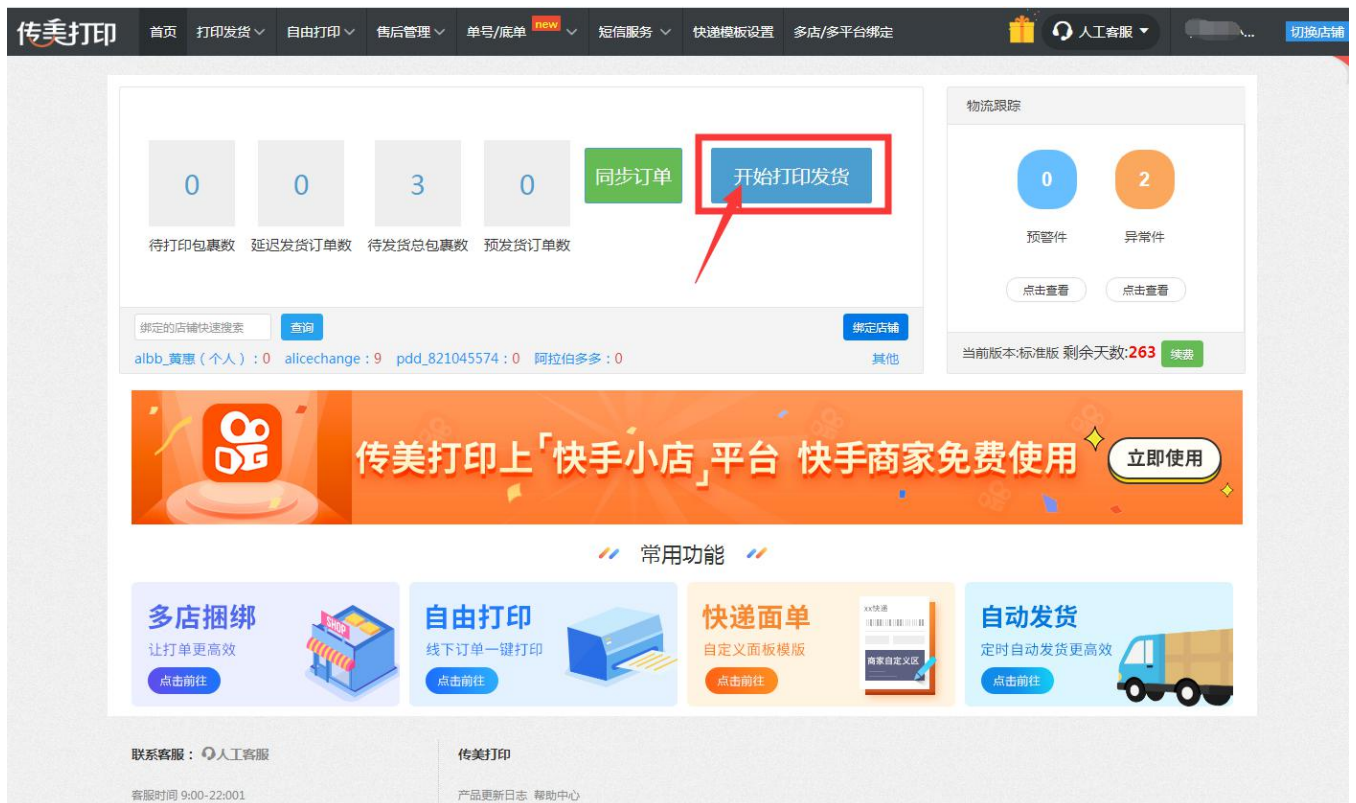 传美打印 首页 打印发货 自由打印 售后管理 单号/底单 new 短信服务 快递模板设置 多店/多平台绑定 人工客服 切换店铺
物流跟踪
0 0 3 0 同步订单 开始打印发货
待打印包裹数 延迟发货订单数 待发货总包裹数 预发货订单数
0 2
预警件 异常件
点击查看 点击查看
绑定的店铺快速搜索 查询 绑定店铺
albb_黄惠（个人）：0 alicechange：9 pdd_821045574：0 阿拉伯多多：0 其他
当前版本:标准版 剩余天数:263 续费
传美打印上「快手小店」平台 快手商家免费使用 立即使用
常用功能
多店捆绑
让打单更高效
点击前往
SHOP
自由打印
线下订单一键打印
点击前往
快递面单
自定义面板模版
点击前往
xx快递
商家自定义区
自动发货
定时自动发货更高效
点击前往
联系客服： 人工客服
客服时间 9:00-22:001
传美打印
产品更新日志 帮助中心